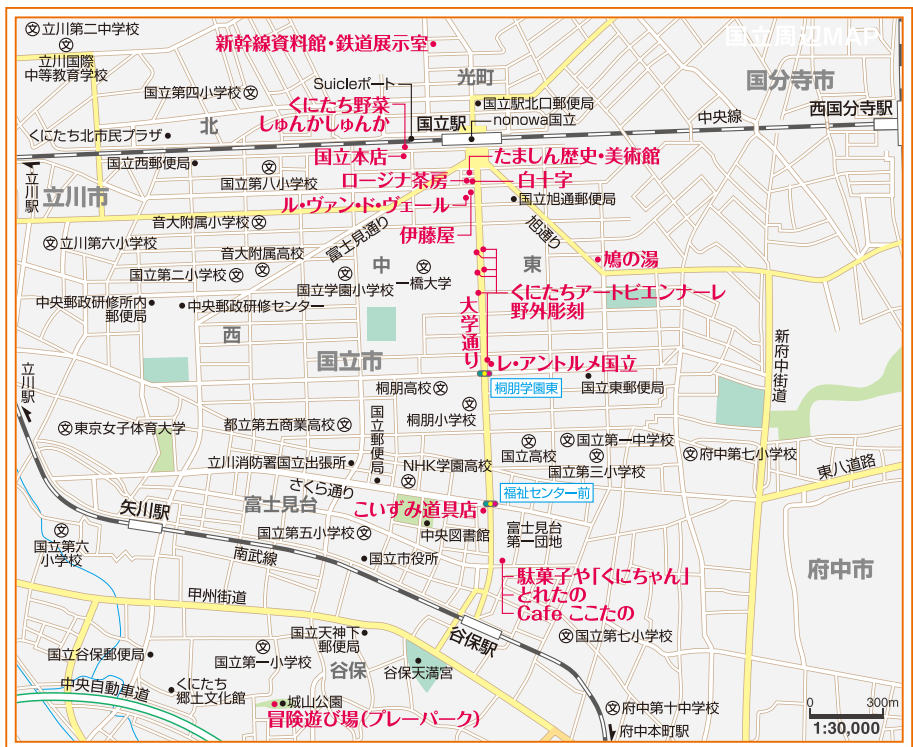 国立周辺MAP
立川第二中学校
新幹線資料館・鉄道展示室
立川国際
中等教育学校
光町
国分寺市
Suicleポート
国立第四小学校
国立駅北口郵便局
西国分寺駅
くにたち野菜
しゅんかしゅんか
北
国立駅
nonowa国立
中央線
くにたち北市民プラザ
国立本店
たましん歴史・美術館
国立西郵便局
国立第八小学校
ロージナ茶房
白十字
立川駅
立川市
ル・ヴァン・ド・ヴェール
国立旭通郵便局
音大附属小学校
伊藤屋
富士見通り
旭通り
立川第六小学校
音大附属高校
中
東
鳩の湯
国立第二小学校
国立学園小学校
一橋大学
くにたちアートビエンナーレ
野外彫刻
中央郵政研修所内
郵便局
中央郵政研修センター
大学通り
西
新府中街道
国立市
レ・アントルメ国立
立川駅
桐朋高校
桐朋学園東
国立東郵便局
桐朋小学校
東京女子体育大学
都立第五商業高校
国立郵便局
国立高校
国立第一中学校
府中第七小学校
立川消防署国立出張所
NHK学園高校
国立第三小学校
東八道路
さくら通り
福祉センター前
富士見台
矢川駅
こいずみ道具店
国立第六
小学校
国立第五小学校
中央図書館
富士見台
第一団地
南武線
国立市役所
府中市
駄菓子や「くにちゃん」
とれたの
Cafe ここたの
甲州街道
谷保駅
国立天神下
郵便局
国立第七小学校
国立谷保郵便局
国立第一小学校
谷保
谷保天満宮
中央自動車道
くにたち
郷土文化館
城山公園
冒険遊び場(プレーパーク)
府中第十中学校
府中本町駅
0 300m
1:30,000